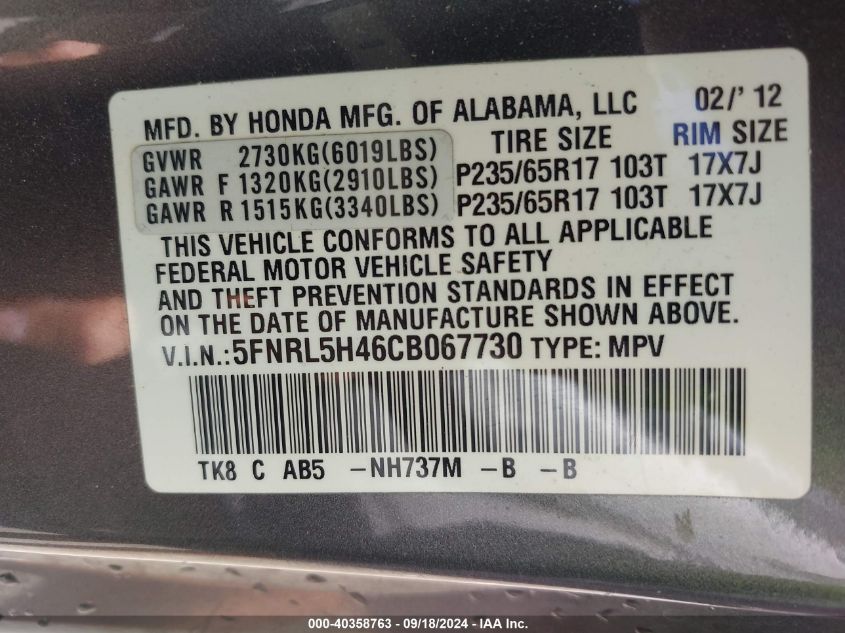 MFD. BY HONDA MFG. OF ALABAMA, LLC 02/' 12
TIRE SIZE RIM SIZE
GVWR 2730KG(6019LBS)
GAWR F 1320KG(2910LBS) P235/65R17 103T 17X7J
GAWR R 1515KG(3340LBS) P235/65R17 103T 17X7J
THIS VEHICLE CONFORMS TO ALL APPLICABLE
FEDERAL MOTOR VEHICLE SAFETY
AND THEFT PREVENTION STANDARDS IN EFFECT
ON THE DATE OF MANUFACTURE SHOWN ABOVE.
V.I.N.: 5FNRL5H46CB067730 TYPE: MPV
TK8 C AB5 -NH737M -B -B
000-40358763 - 09/18/2024 - IAA Inc.